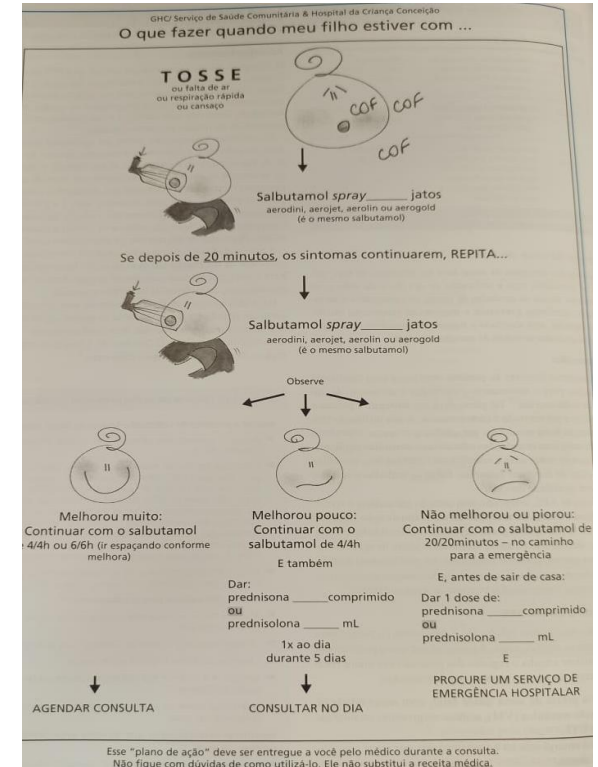 GHC/ Serviço de Saúde Comunitária & Hospital da Criança Conceição
O que fazer quando meu filho estiver com ...
TOSSE
ou falta de ar
ou respiração rápida
ou cansaço
COF COF
COF
Salbutamol spray______ jatos
aerodini, aerojet, aerolin ou aerogold
(é o mesmo salbutamol)
Se depois de 20 minutos, os sintomas continuarem, REPITA...
Salbutamol spray______ jatos
aerodini, aerojet, aerolin ou aerogold
(é o mesmo salbutamol)
Observe
Melhorou muito:
Continuar com salbutamol
4/4h ou 6/6h (ir espaçando conforme
melhora)
AGENDAR CONSULTA
Melhorou pouco:
Continuar com o
salbutamol de 4/4h
E também
Dar:
prednisona ______comprimido
ou
prednisolona ______ mL
1x ao dia
durante 5 dias
CONSULTAR NO DIA
Não melhorou ou piorou:
Continuar com o salbutamol de
20/20minutos – no caminho
para a emergência
E, antes de sair de casa:
Dar 1 dose de:
prednisona ______comprimido
ou
prednisolona ______ mL
E
PROCURE UM SERVIÇO DE
EMERGÊNCIA HOSPITALAR
Esse "plano de ação" deve ser entregue a você pelo médico durante a consulta.
Não fique com dúvidas de como utilizá-lo. Ele não substitui a receita médica.